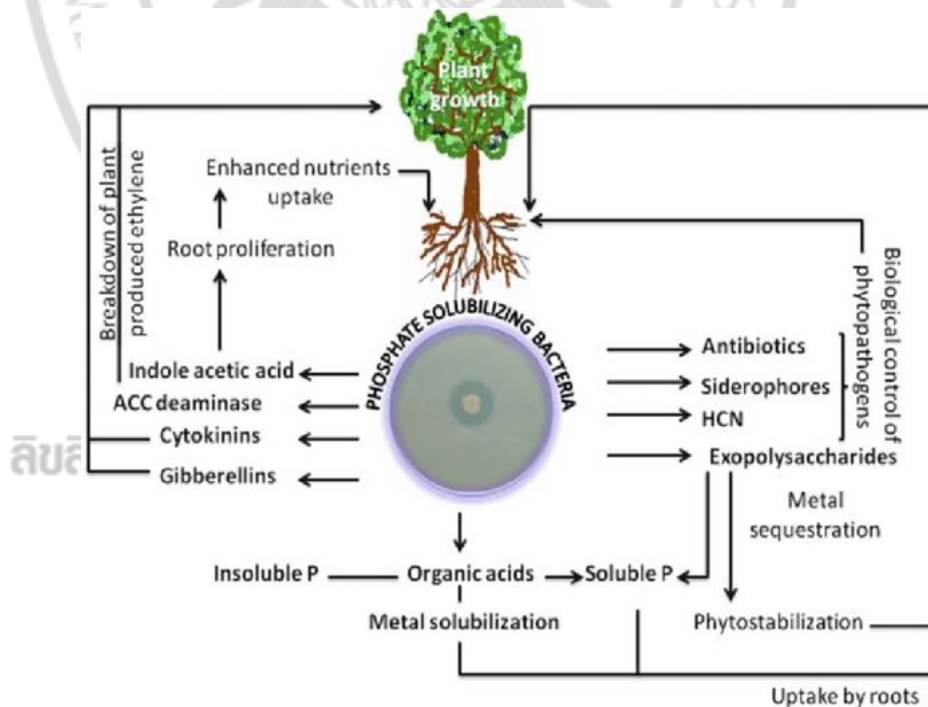 Plant
growth
Enhanced nutrients
uptake
Root proliferation
Breakdown of plant
produced ethylene
PHOSPHATE SOLUBILIZING BACTERIA
Indole acetic acid
ACC deaminase
Cytokinins
Gibberellins
Antibiotics
Siderophores
HCN
Exopolysaccharides
Biological control of
phytopathogens
Metal
sequestration
Insoluble P
Organic acids
Soluble P
Metal solubilization
Phytostabilization
Uptake by roots